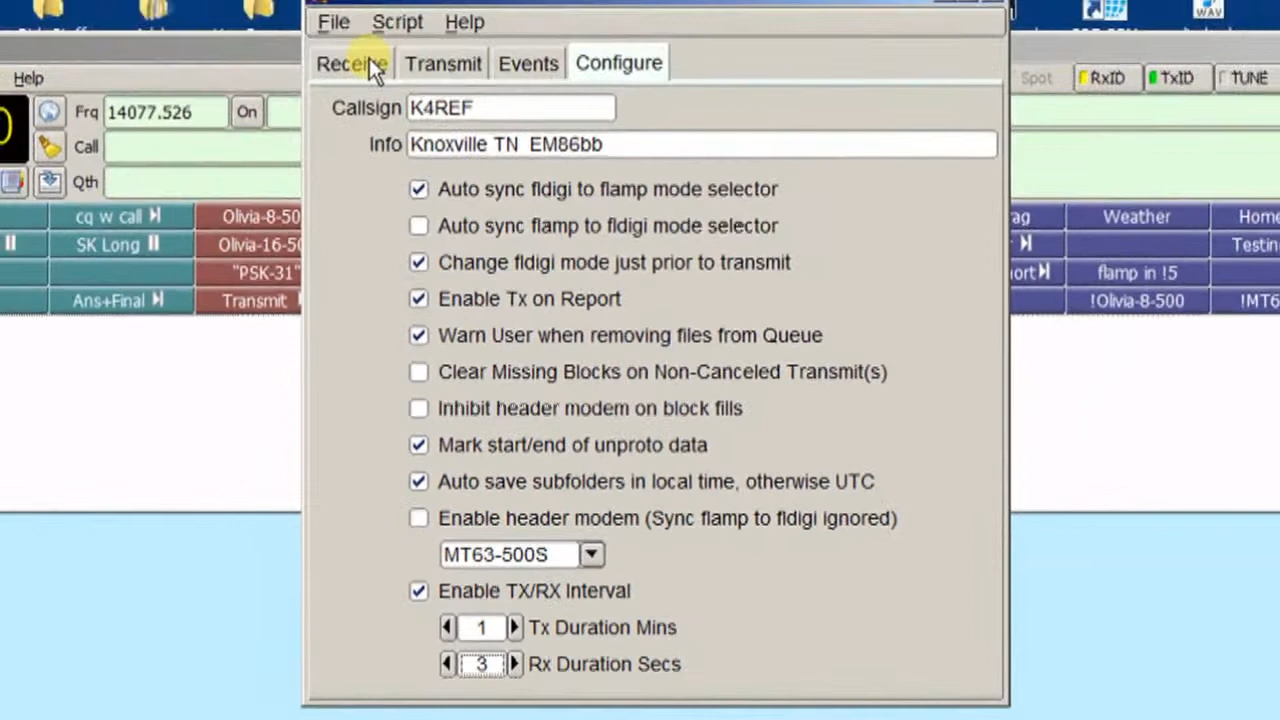 File Script Help
Receive Transmit Events Configure
Callsign K4REF
Info Knoxville TN EM86bb
Auto sync fldigi to flamp mode selector
Auto sync flamp to fldigi mode selector
Change fldigi mode just prior to transmit
Enable Tx on Report
Warn User when removing files from Queue
Clear Missing Blocks on Non-Canceled Transmit(s)
Inhibit header modem on block fills
Mark start/end of unproto data
Auto save subfolders in local time, otherwise UTC
Enable header modem (Sync flamp to fldigi ignored)
MT63-500S
Enable TX/RX Interval
1 Tx Duration Mins
3 Rx Duration Secs
Help
Frq 14077.526 On
Call
Qth
cq w call Olivia-8-50
SK Long Olivia-16-50
"PSK-31"
Ans+Final Transmit
Spot RxID TxID TUNE
Weather
flamp in !5
!Olivia-8-500 !MT6
WAV